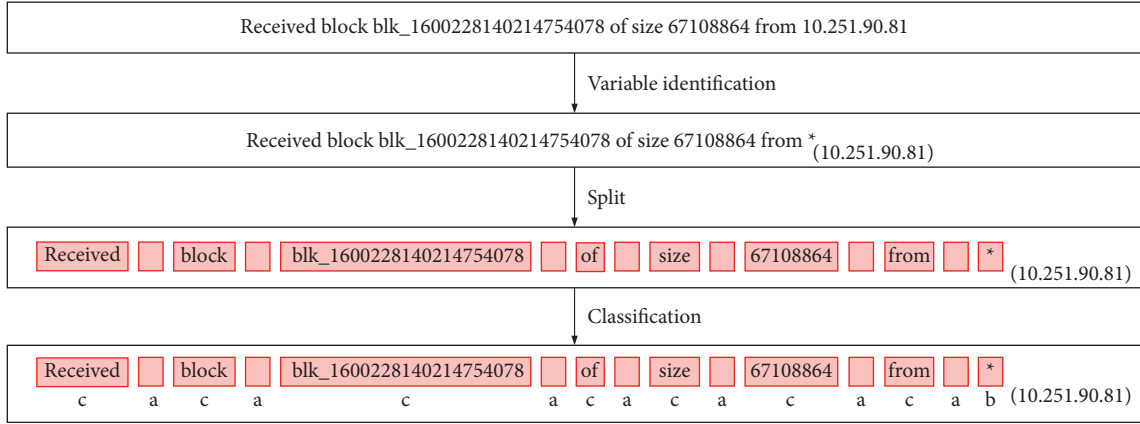 Received block blk_1600228140214754078 of size 67108864 from 10.251.90.81
Variable identification
Received block blk_1600228140214754078 of size 67108864 from * (10.251.90.81)
Split
Received block blk_1600228140214754078 of size 67108864 from * (10.251.90.81)
Classification
Received block blk_1600228140214754078 of size 67108864 from * (10.251.90.81)
c a c a c a c a c a c a c a b